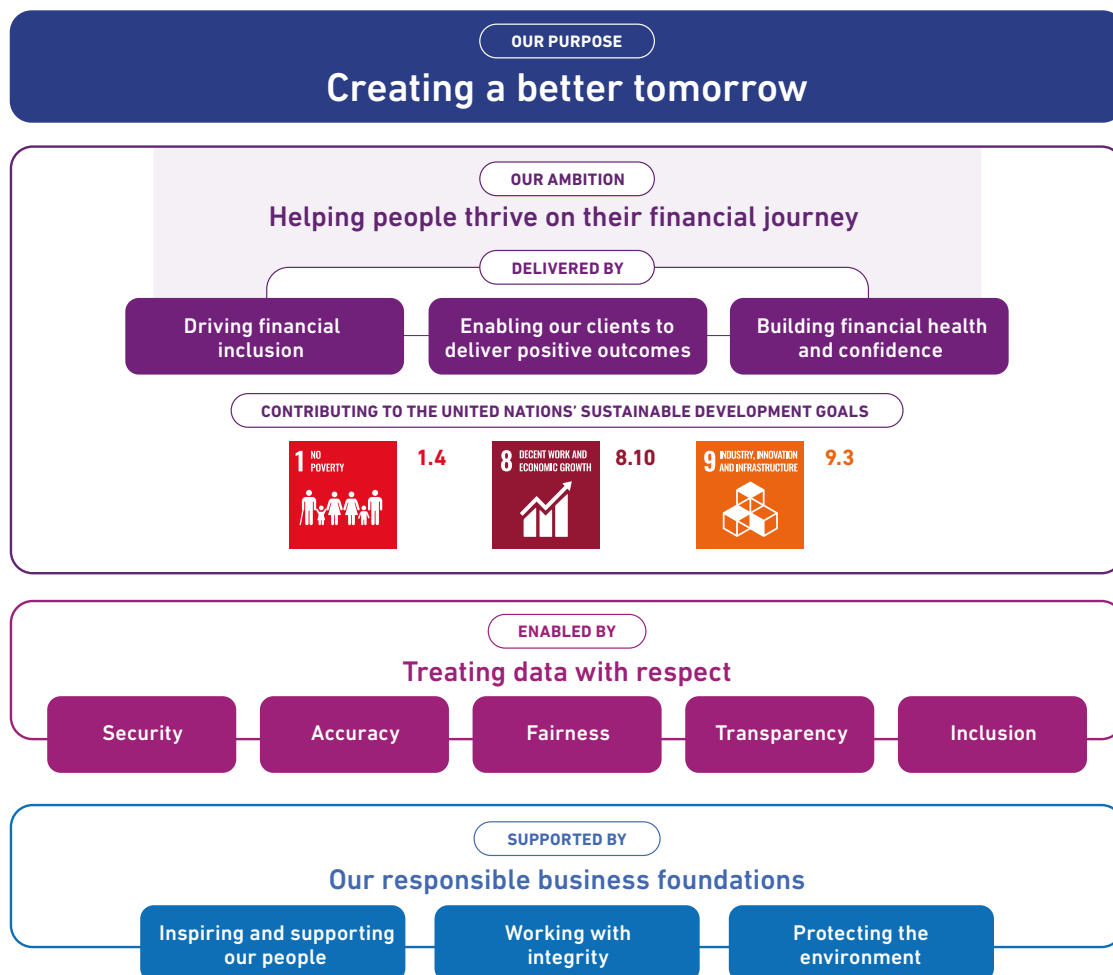 OUR PURPOSE
Creating a better tomorrow
OUR AMBITION
Helping people thrive on their financial journey
DELIVERED BY
Driving financial
inclusion
Enabling our clients to
deliver positive outcomes
Building financial health
and confidence
CONTRIBUTING TO THE UNITED NATIONS' SUSTAINABLE DEVELOPMENT GOALS
1 NO
POVERTY
1.4
8 DECENT WORK AND
ECONOMIC GROWTH
8.10
9 INDUSTRY, INNOVATION
AND INFRASTRUCTURE
9.3
ENABLED BY
Treating data with respect
Security
Accuracy
Fairness
Transparency
Inclusion
SUPPORTED BY
Our responsible business foundations
Inspiring and supporting
our people
Working with
integrity
Protecting the
environment